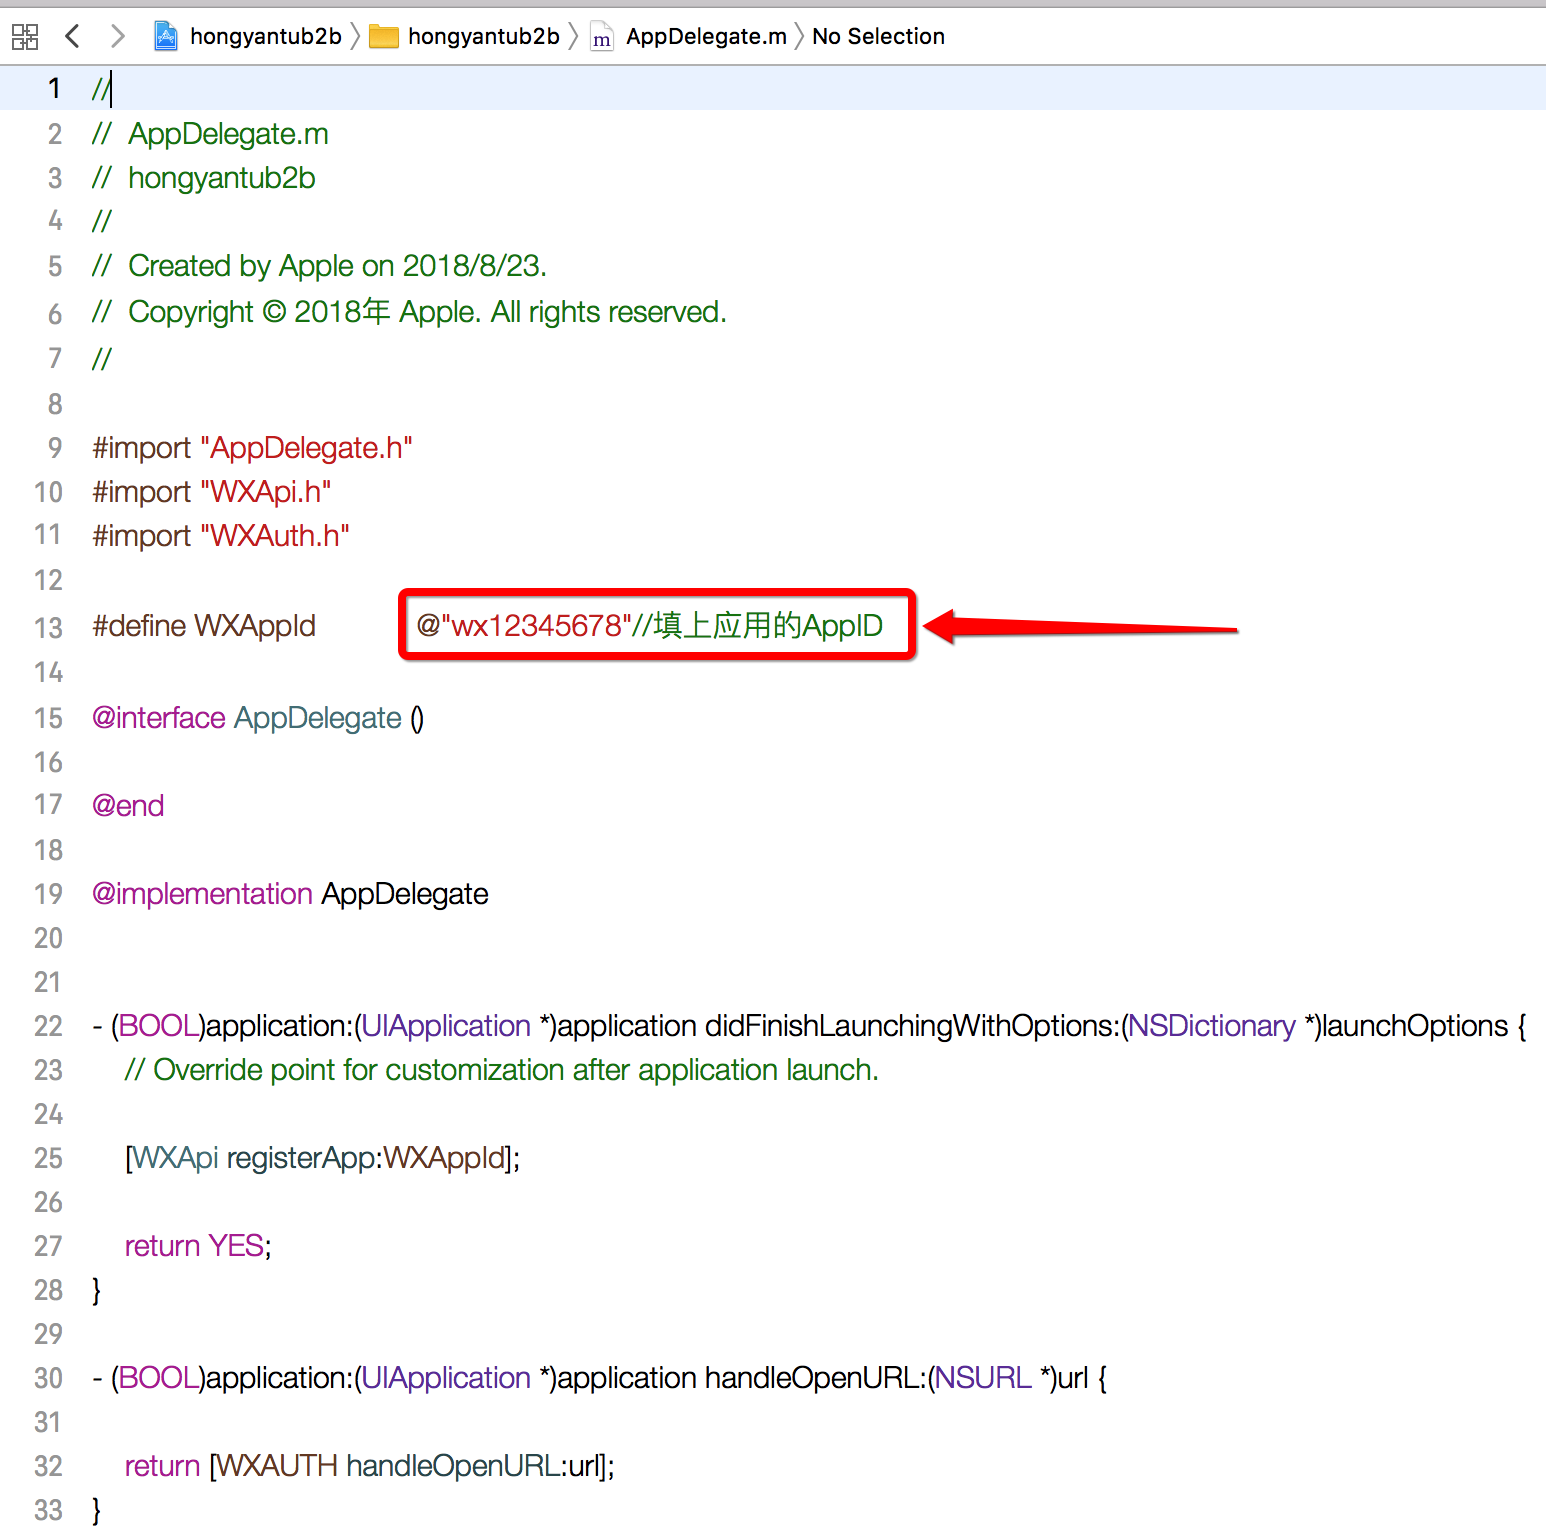 hongyantub2b hongyantub2b m AppDelegate.m No Selection
1 //
2 // AppDelegate.m
3 // hongyantub2b
4 //
5 // Created by Apple on 2018/8/23.
6 // Copyright © 2018年 Apple. All rights reserved.
7 //
8
9 #import "AppDelegate.h"
10 #import "WXApi.h"
11 #import "WXAuth.h"
12
13 #define WXAppId @"wx12345678"//填上应用的AppID
14
15 @interface AppDelegate ()
16
17 @end
18
19 @implementation AppDelegate
20
21
22 - (BOOL)application:(UIApplication *)application didFinishLaunchingWithOptions:(NSDictionary *)launchOptions {
23 // Override point for customization after application launch.
24
25 [WXApi registerApp:WXAppId];
26
27 return YES;
28 }
29
30 - (BOOL)application:(UIApplication *)application handleOpenURL:(NSURL *)url {
31
32 return [WXAUTH handleOpenURL:url];
33 }